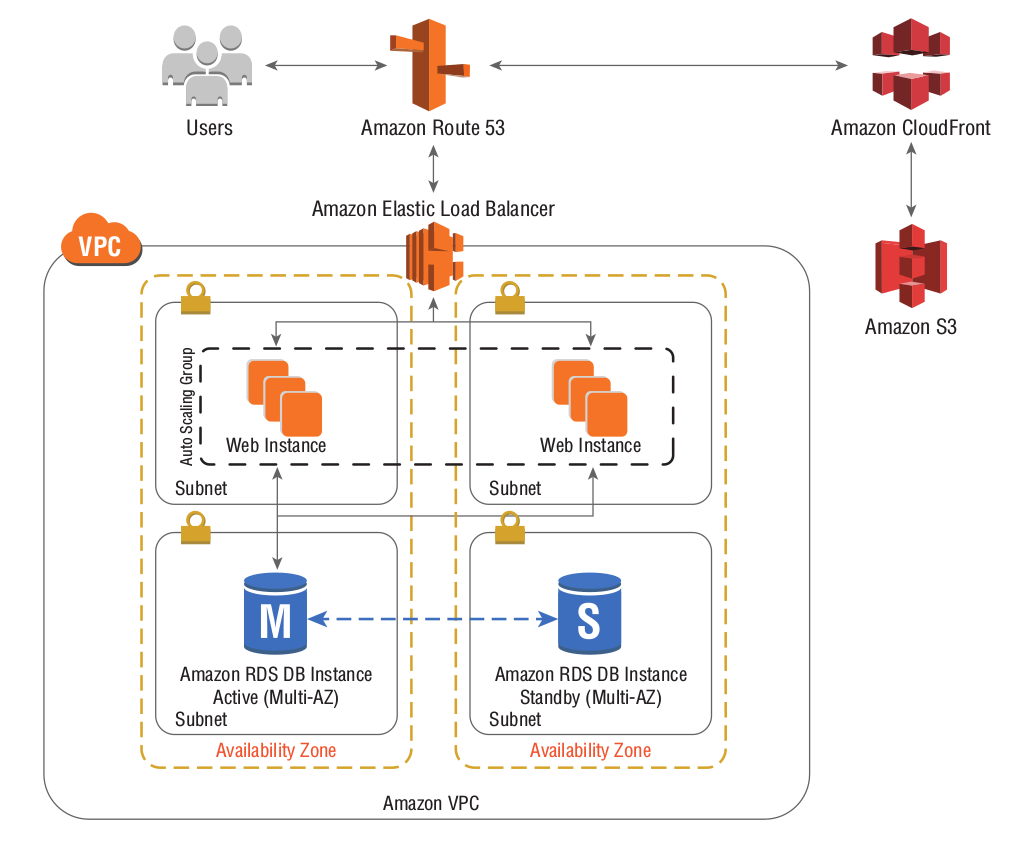 Users
Amazon Route 53
Amazon CloudFront
Amazon Elastic Load Balancer
VPC
Amazon S3
Auto Scaling Group
Web Instance
Web Instance
Subnet
Subnet
M
S
Amazon RDS DB Instance
Active (Multi-AZ)
Amazon RDS DB Instance
Standby (Multi-AZ)
Subnet
Subnet
Availability Zone
Availability Zone
Amazon VPC